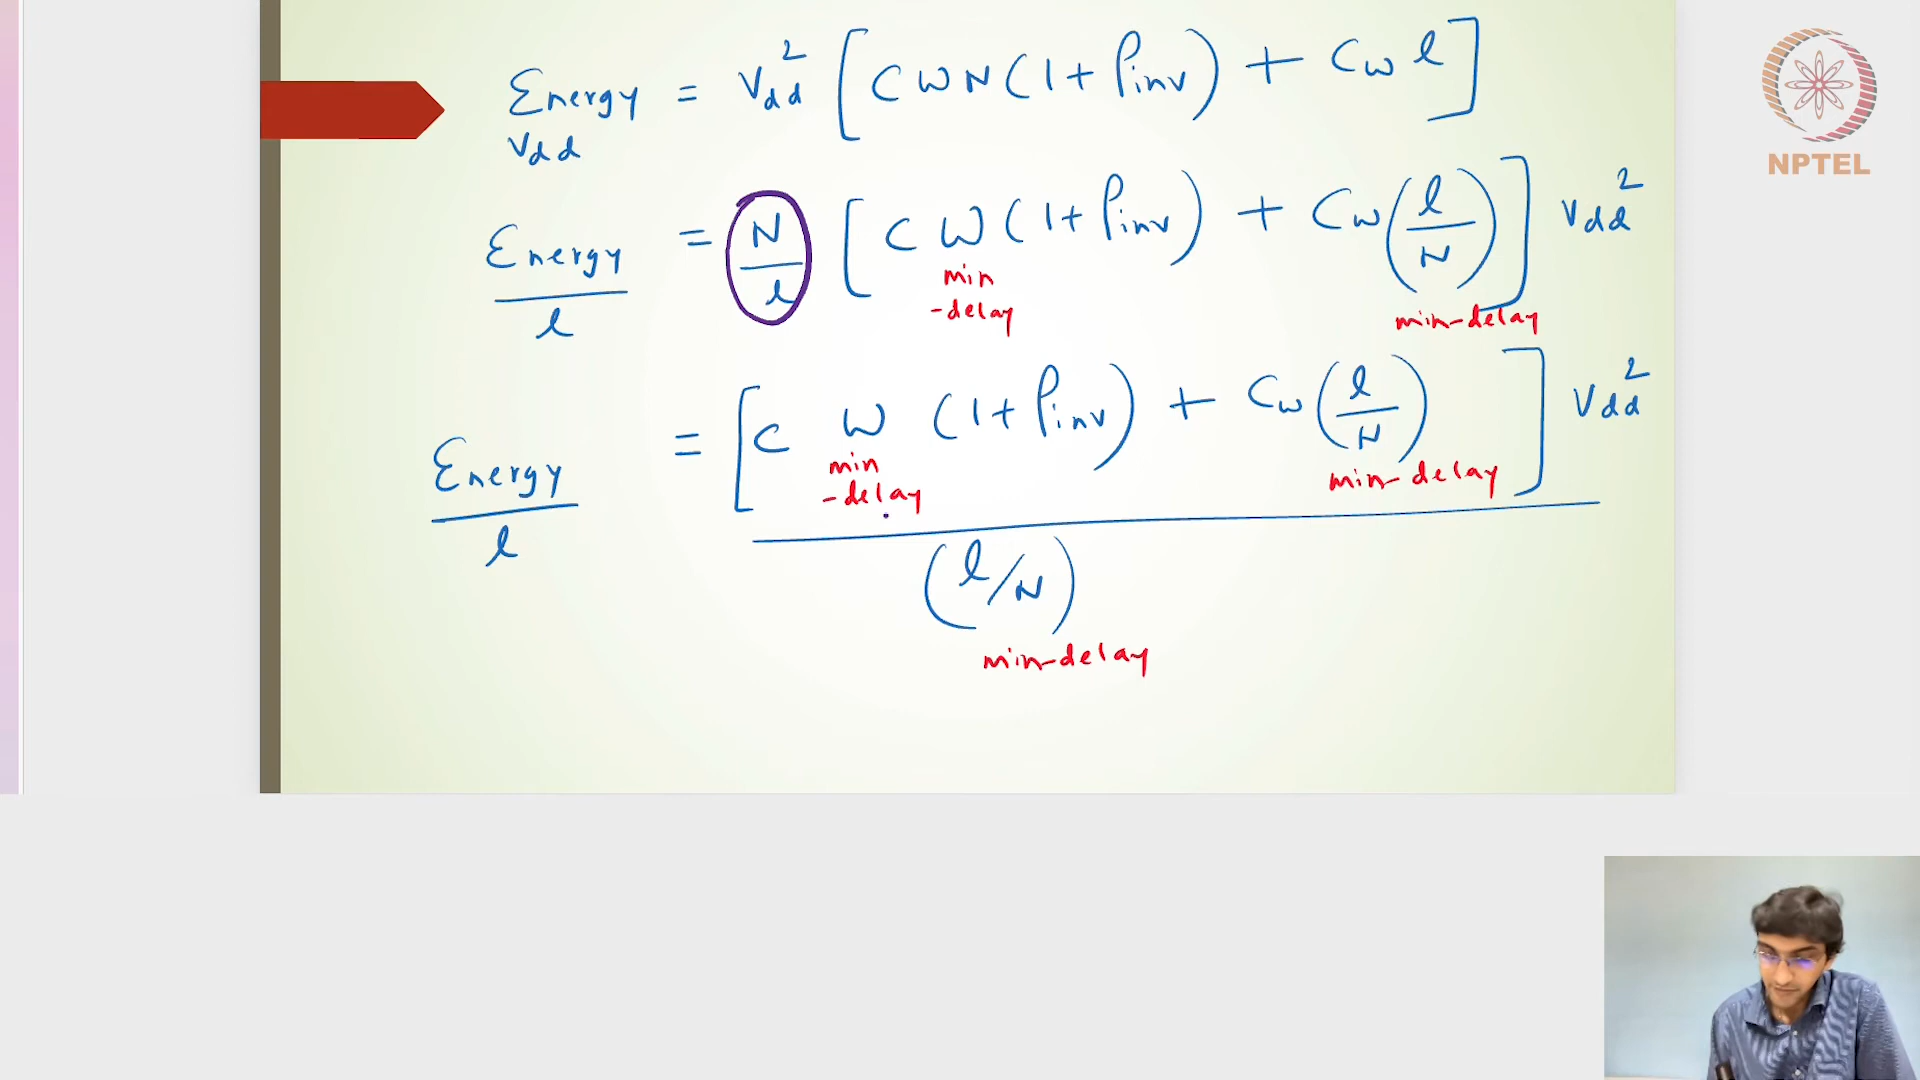 Energy = Vdd² [C W N (1 + Pinv) + Cw l]
Vdd
NPTEL
Energy / l = N / l [C W (1 + Pinv) + Cw (l / N)] Vdd²
min -delay
min-delay
Energy / l = [C W (1 + Pinv) + Cw (l / N)] Vdd²
min -delay
min-delay
(l/N)
min-delay